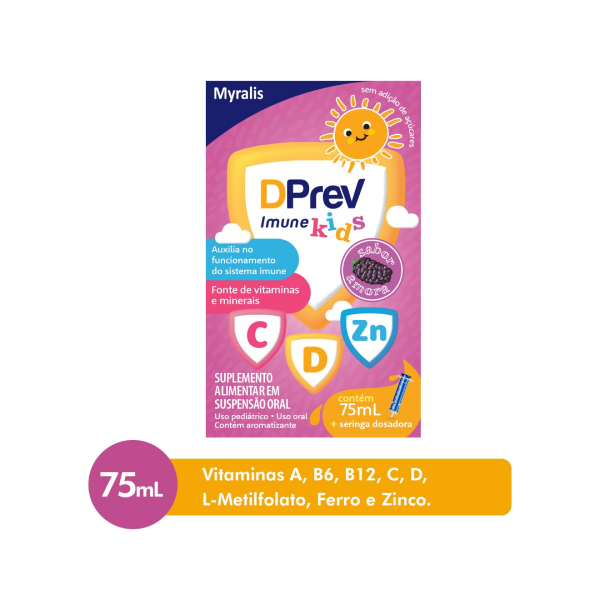 Myralis
sem adição de açúcares
DPrev
Imune kids
Auxilia no
funcionamento
do sistema imune
sabor
amora
Fonte de vitaminas
e minerais
C
D
Zn
SUPLEMENTO
ALIMENTAR EM
SUSPENSÃO ORAL
Uso pediátrico • Uso oral
Contém aromatizante
contém
75mL
+ seringa dosadora
75mL
Vitaminas A, B6, B12, C, D,
L-Metilfolato, Ferro e Zinco.